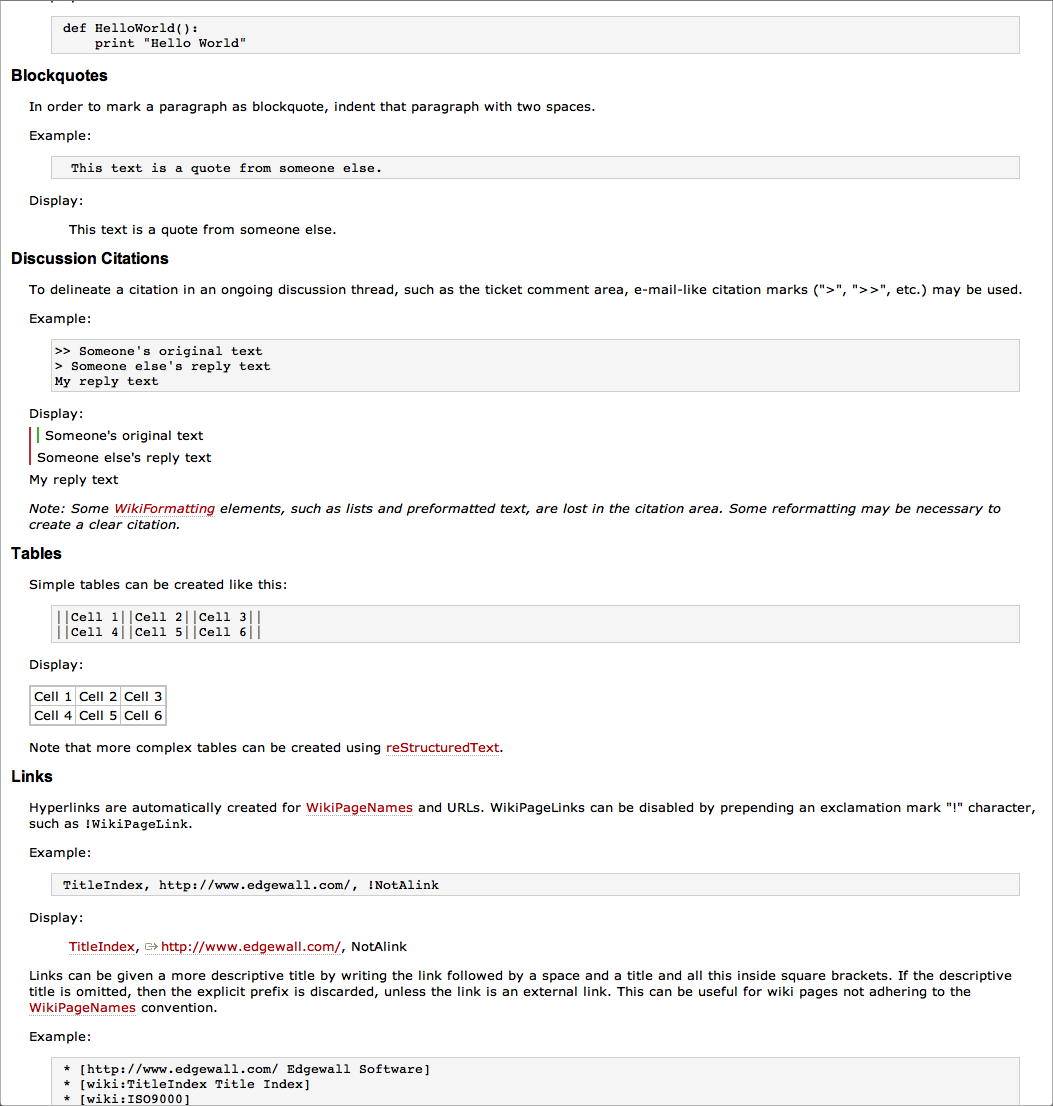 def HelloWorld():
print "Hello World"
Blockquotes
In order to mark a paragraph as blockquote, indent that paragraph with two spaces.
Example:
This text is a quote from someone else.
Display:
This text is a quote from someone else.
Discussion Citations
To delineate a citation in an ongoing discussion thread, such as the ticket comment area, e-mail-like citation marks (">", ">>", etc.) may be used.
Example:
>> Someone's original text
> Someone else's reply text
My reply text
Display:
Someone's original text
Someone else's reply text
My reply text
Note: Some WikiFormatting elements, such as lists and preformatted text, are lost in the citation area. Some reformatting may be necessary to
create a clear citation.
Tables
Simple tables can be created like this:
||Cell 1||Cell 2||Cell 3||
||Cell 4||Cell 5||Cell 6||
Display:
Cell 1 Cell 2 Cell 3
Cell 4 Cell 5 Cell 6
Note that more complex tables can be created using reStructuredText.
Links
Hyperlinks are automatically created for WikiPageNames and URLs. WikiPageLinks can be disabled by prepending an exclamation mark "!" character,
such as !WikiPageLink.
Example:
TitleIndex, http://www.edgewall.com/, !NotAlink
Display:
TitleIndex, http://www.edgewall.com/, NotAlink
Links can be given a more descriptive title by writing the link followed by a space and a title and all this inside square brackets. If the descriptive
title is omitted, then the explicit prefix is discarded, unless the link is an external link. This can be useful for wiki pages not adhering to the
WikiPageNames convention.
Example:
* [http://www.edgewall.com/ Edgewall Software]
* [wiki:TitleIndex Title Index]
* [wiki:ISO9000]